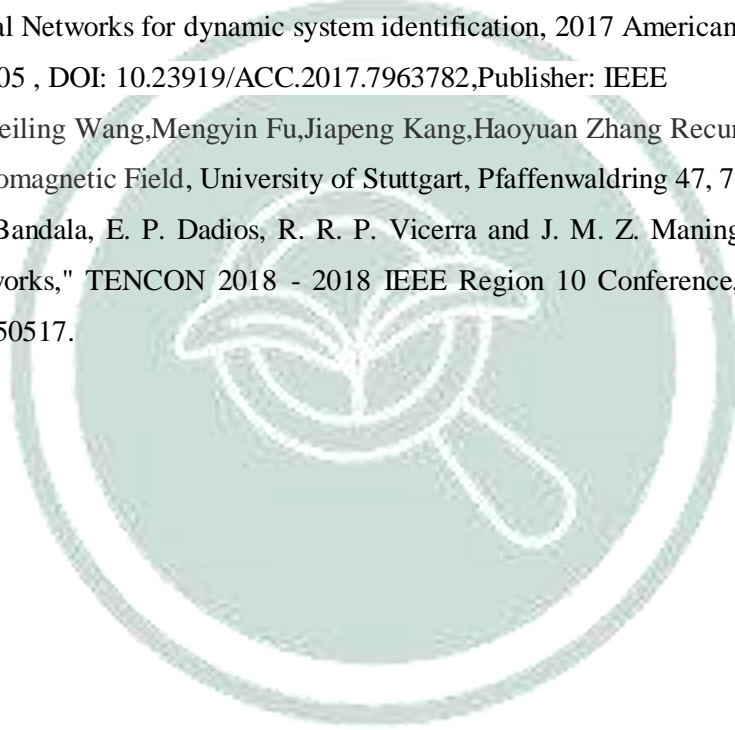 al Networks for dynamic system identification, 2017 American
05 , DOI: 10.23919/ACC.2017.7963782,Publisher: IEEE
eiling Wang,Mengyin Fu,Jiapeng Kang,Haoyuan Zhang Recur
omagnetic Field, University of Stuttgart, Pfaffenwaldring 47, 7
Bandala, E. P. Dadios, R. R. P. Vicerra and J. M. Z. Maning
works," TENCON 2018 - 2018 IEEE Region 10 Conference,
50517.